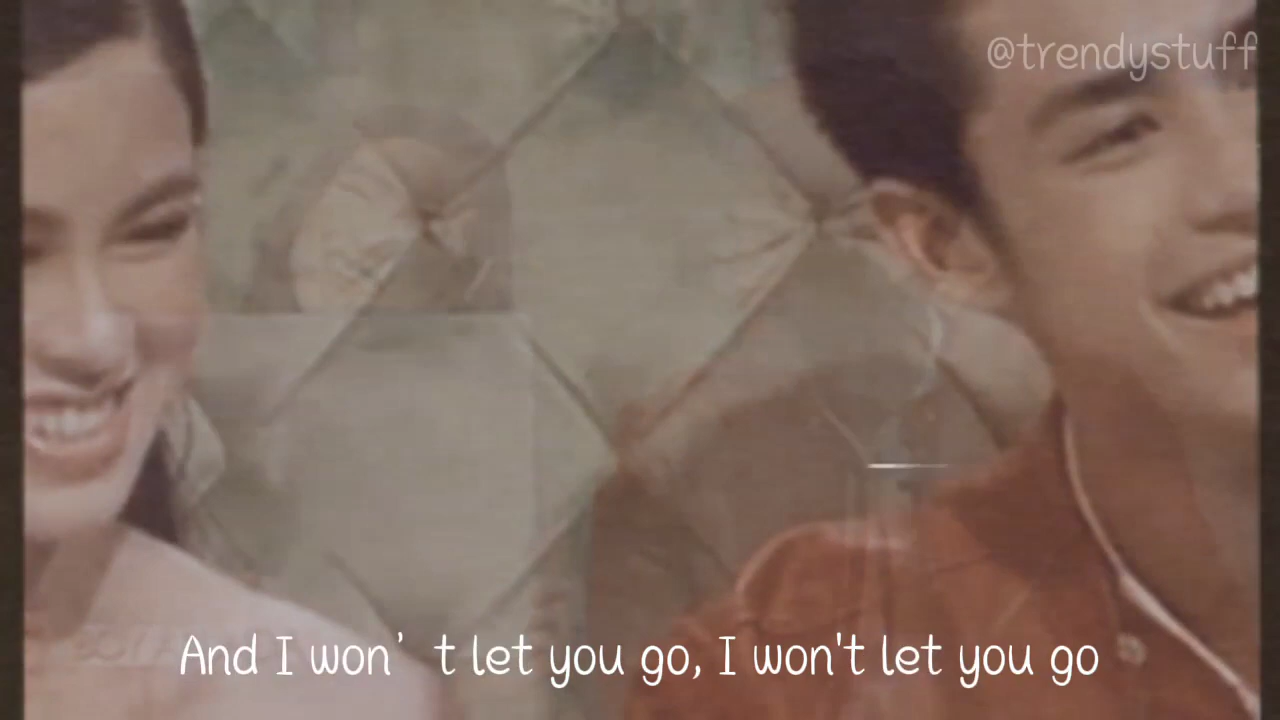 @trendystuff
And I won’ t let you go, I won't let you go